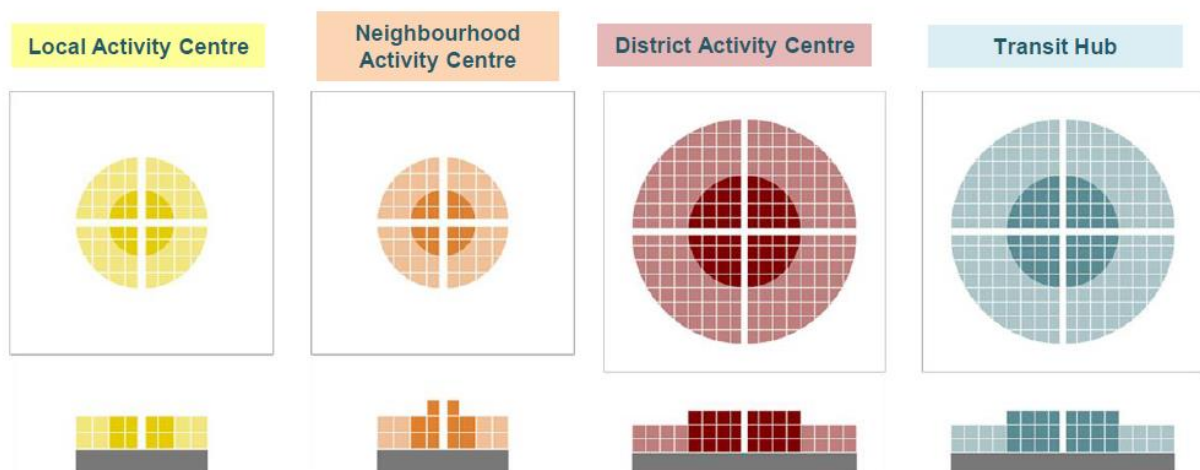 Local Activity Centre
Neighbourhood
Activity Centre
District Activity Centre
Transit Hub